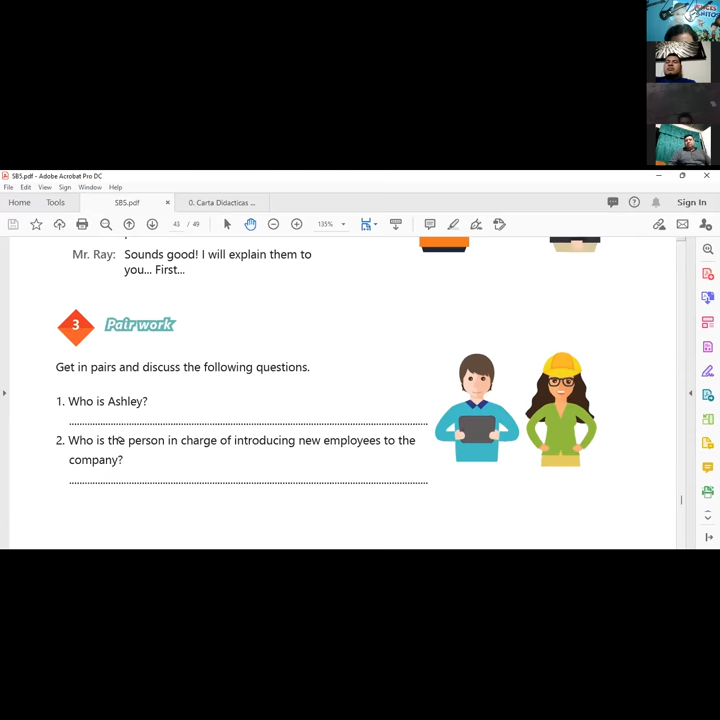 SB5.pdf - Adobe Acrobat Pro DC
File Edit View Sign Window Help
Home Tools SB5.pdf × 0. Carta Didacticas ... Sign In
43 / 49 135%
Mr. Ray: Sounds good! I will explain them to
you... First...
3 Pair work
Get in pairs and discuss the following questions.
1. Who is Ashley?
2. Who is the person in charge of introducing new employees to the
company?